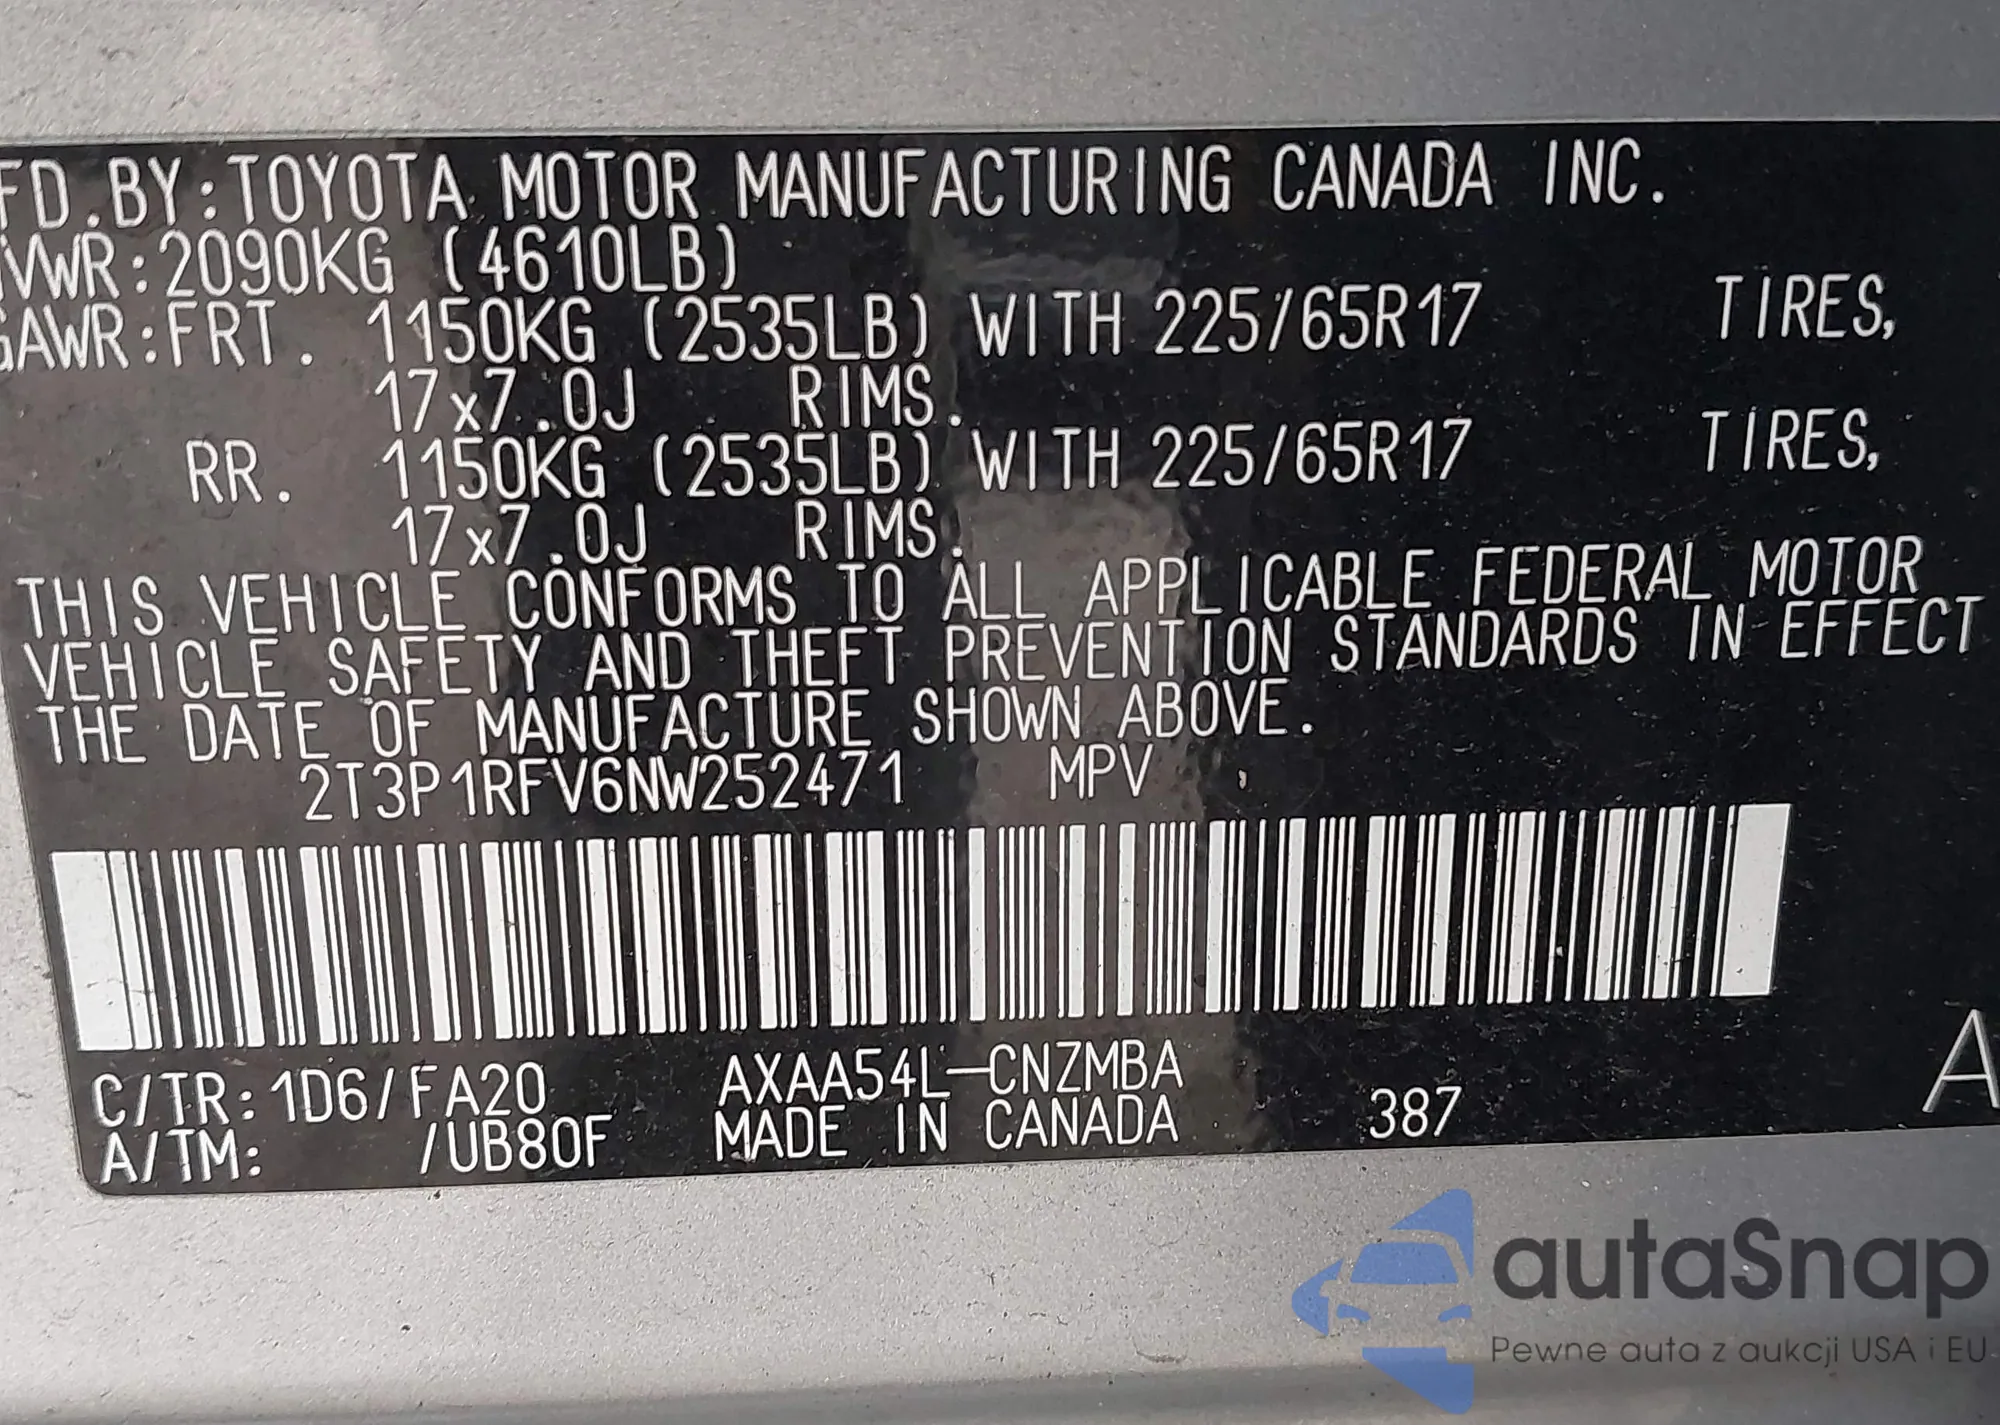 FD.BY:TOYOTA MOTOR MANUFACTURING CANADA INC.
VWR:2090KG (4610LB)
GAWR:FRT. 1150KG (2535LB) WITH 225/65R17 TIRES,
17x7.0J RIMS.
RR. 1150KG (2535LB) WITH 225/65R17 TIRES,
17x7.0J RIMS.
THIS VEHICLE CONFORMS TO ALL APPLICABLE FEDERAL MOTOR
VEHICLE SAFETY AND THEFT PREVENTION STANDARDS IN EFFECT
THE DATE OF MANUFACTURE SHOWN ABOVE.
2T3P1RFV6NW252471 MPV
C/TR:1D6/FA20 AXAA54L-CNZMBA
A/TM: /UB80F MADE IN CANADA 387
A
autaSnap
Pewne auta z aukcji USA i EU